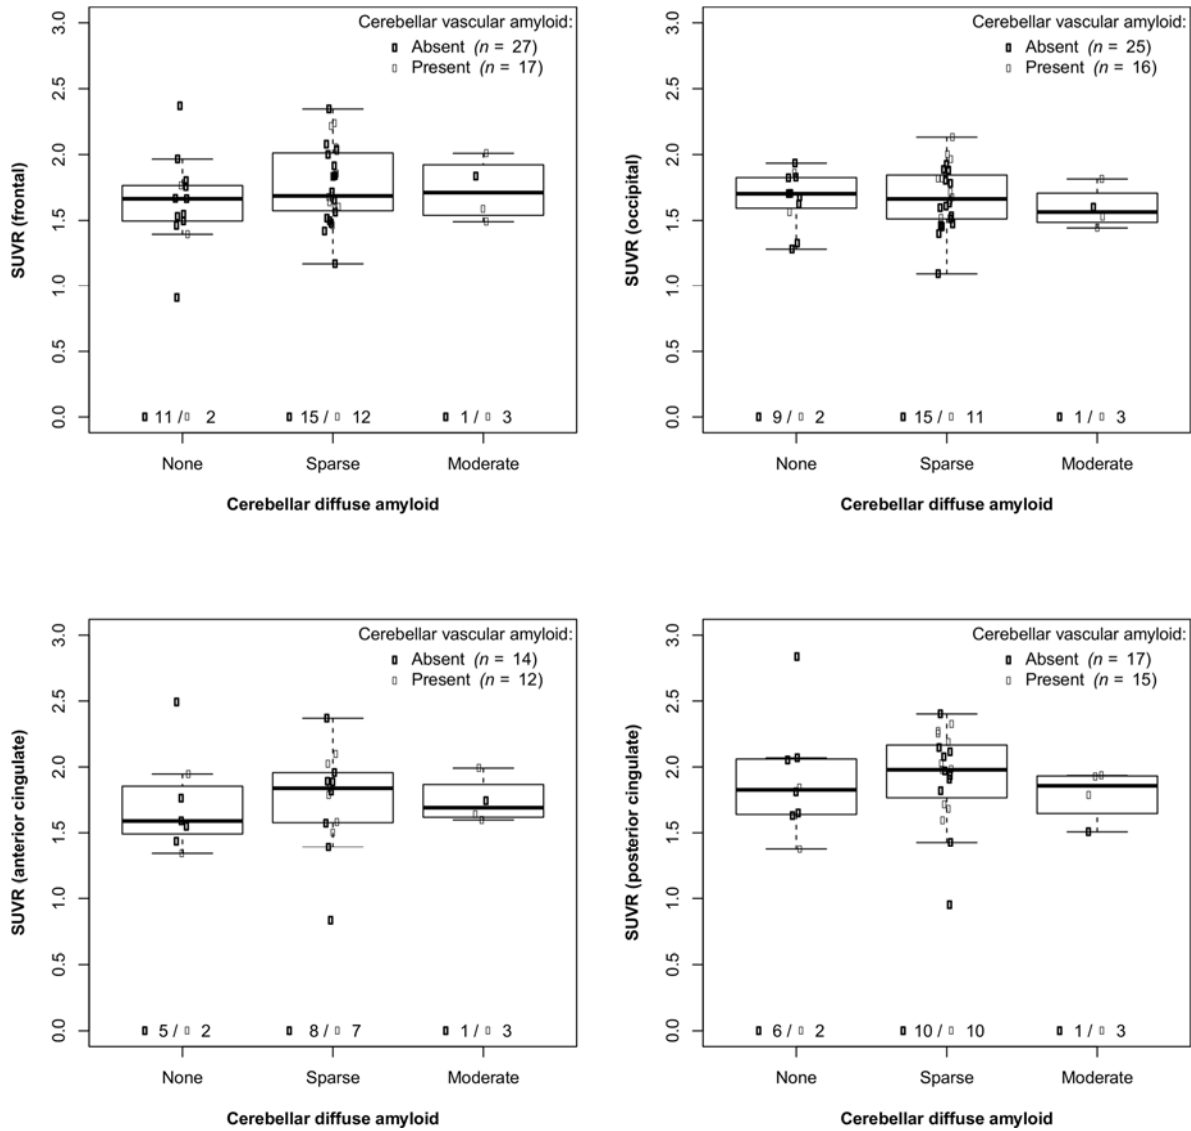 Cerebellar vascular amyloid:
Absent (n = 27)
Present (n = 17)
SUVR (frontal)
3.0
2.5
2.0
1.5
1.0
0.5
0.0
11 / 2
15 / 12
1 / 3
None
Sparse
Moderate
Cerebellar diffuse amyloid
Cerebellar vascular amyloid:
Absent (n = 25)
Present (n = 16)
SUVR (occipital)
3.0
2.5
2.0
1.5
1.0
0.5
0.0
9 / 2
15 / 11
1 / 3
None
Sparse
Moderate
Cerebellar diffuse amyloid
Cerebellar vascular amyloid:
Absent (n = 14)
Present (n = 12)
SUVR (anterior cingulate)
3.0
2.5
2.0
1.5
1.0
0.5
0.0
5 / 2
8 / 7
1 / 3
None
Sparse
Moderate
Cerebellar diffuse amyloid
Cerebellar vascular amyloid:
Absent (n = 17)
Present (n = 15)
SUVR (posterior cingulate)
3.0
2.5
2.0
1.5
1.0
0.5
0.0
6 / 2
10 / 10
1 / 3
None
Sparse
Moderate
Cerebellar diffuse amyloid